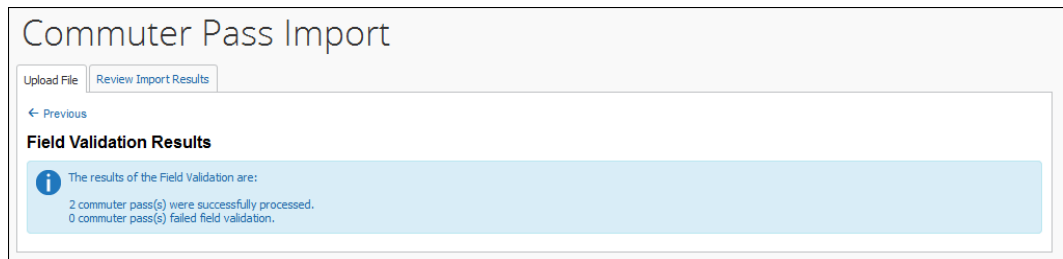 Commuter Pass Import
Upload File
Review Import Results
← Previous
Field Validation Results
The results of the Field Validation are:
2 commuter pass(s) were successfully processed.
0 commuter pass(s) failed field validation.